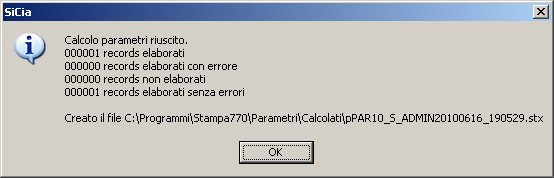 SiCia
Calcolo parametri riuscito.
000001 records elaborati
000000 records elaborati con errore
000000 records non elaborati
000001 records elaborati senza errori
Creato il file C:\Programmi\Stampa770\Parametri\Calcolati\pPAR10_S_ADMIN20100616_190529.stx
OK